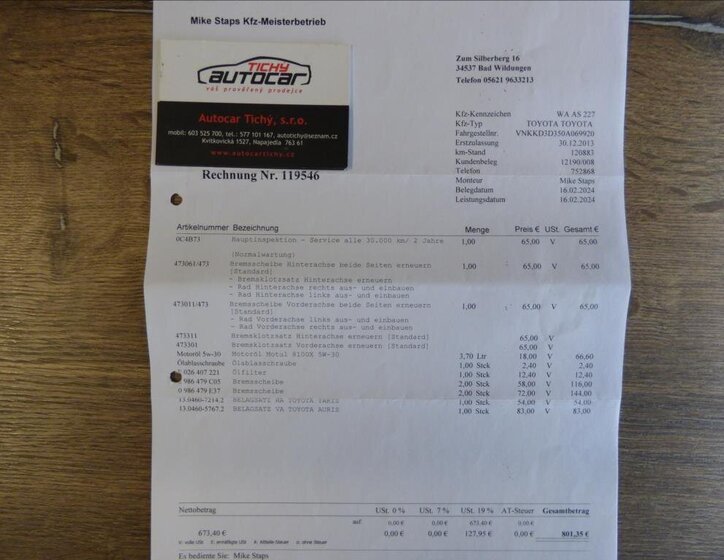 Mike Staps Kfz-Meisterbetrieb
TICHÝ
AUTOCAR
váš prověřený prodejce
Autocar Tichý, s.r.o.
mobil: 603 525 700, tel.: 577 101 167, autotichy@seznam.cz
Kvítkovická 1527, Napajedla 763 61
www.autocartichy.cz
Zum Silberberg 16
34537 Bad Wildungen
Telefon 05621 9633213
Kfz-Kennzeichen WA AS 227
Kfz-Typ TOYOTA TOYOTA
Fahrgestellnr. VNKKD3D350A069920
Erstzulassung 30.12.2013
km-Stand 120883
Kundenbeleg 12190/008
Telefon 752868
Monteur Mike Staps
Belegdatum 16.02.2024
Leistungsdatum 16.02.2024
Rechnung Nr. 119546
Artikelnummer Bezeichnung Menge Preis € USt. Gesamt €
0C4B73 Hauptinspektion - Service alle 30.000 km/ 2 Jahre 1,00 65,00 V 65,00
(Normalwartung)
473061/473 Bremsscheibe Hinterachse beide Seiten erneuern 1,00 65,00 V 65,00
[Standard]
- Bremsklotzsatz Hinterachse erneuern
- Rad Hinterachse rechts aus- und einbauen
- Rad Hinterachse links aus- und einbauen
473011/473 Bremsscheibe Vorderachse beide Seiten erneuern 1,00 65,00 V 65,00
[Standard]
- Rad Vorderachse links aus- und einbauen
- Rad Vorderachse rechts aus- und einbauen
473311 Bremsklotzsatz Hinterachse erneuern [Standard] 65,00 V
473301 Bremsklotzsatz Vorderachse erneuern [Standard] 65,00 V
Motoröl 5w-30 Motoröl Motul 8100X 5W-30 3,70 Ltr 18,00 V 66,60
Ölablasschraube Ölablasschraube 1,00 Stck 2,40 V 2,40
026 407 221 Ölfilter 1,00 Stck 12,40 V 12,40
986 479 C05 Bremsscheibe 2,00 Stck 58,00 V 116,00
0 986 479 E37 Bremsscheibe 2,00 Stck 72,00 V 144,00
13.0460-7214.2 BELAGSATZ HA TOYOTA YARIS 1,00 Stck 54,00 V 54,00
13.0460-5767.2 BELAGSATZ VA TOYOTA AURIS 1,00 Stck 83,00 V 83,00
Nettobetrag USt. 0 % USt. 7 % USt. 19 % AT-Steuer Gesamtbetrag
auf 0,00 € 0,00 € 673,40 € 0,00 €
673,40 € 0,00 € 0,00 € 127,95 € 0,00 € 801,35 €
V: volle USt E: ermäßigte USt A: Altteile-Steuer o: ohne Steuer
Es bediente Sie: Mike Staps